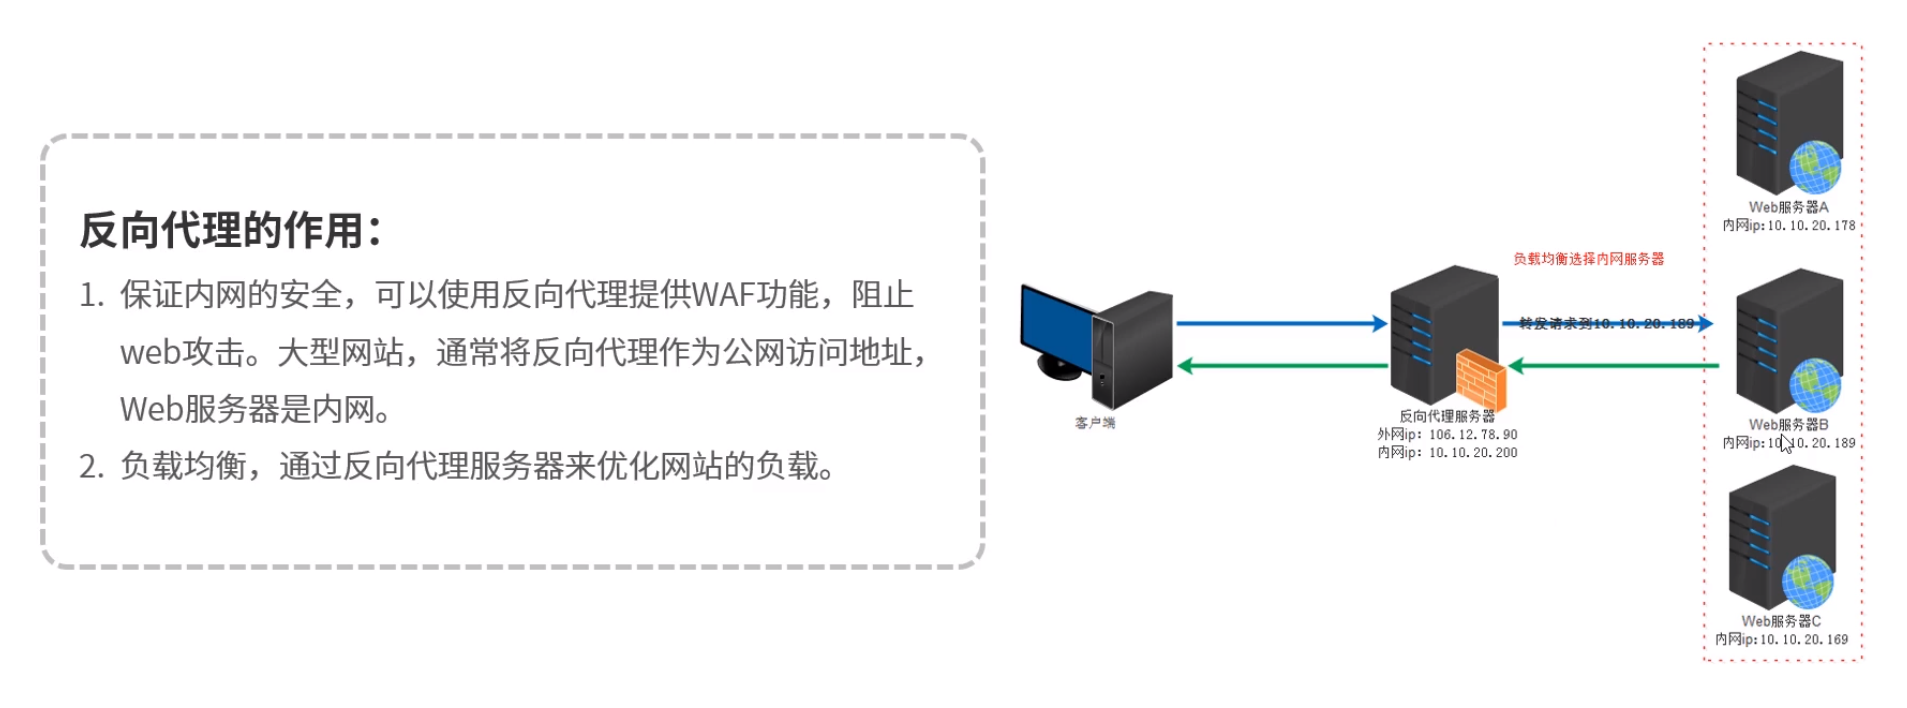 反向代理的作用：
1. 保证内网的安全，可以使用反向代理提供WAF功能，阻止
web攻击。大型网站，通常将反向代理作为公网访问地址，
Web服务器是内网。
2. 负载均衡，通过反向代理服务器来优化网站的负载。
客户端
反向代理服务器
外网ip: 106.12.78.90
内网ip: 10.10.20.200
负载均衡选择内网服务器
转发请求到10.10.20.189
Web服务器A
内网ip:10.10.20.178
Web服务器B
内网ip:10.10.20.189
Web服务器C
内网ip:10.10.20.169